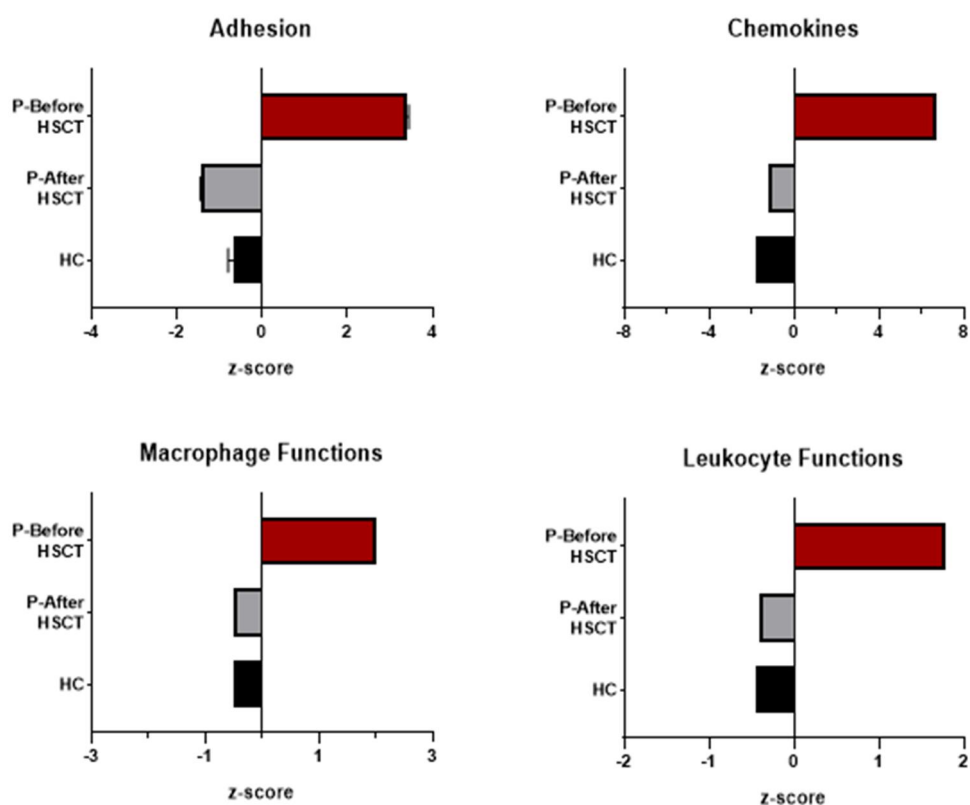 Adhesion
P-Before
HSCT
P-After
HSCT
HC
-4 -2 0 2 4
z-score
Chemokines
P-Before
HSCT
P-After
HSCT
HC
-8 -4 0 4 8
z-score
Macrophage Functions
P-Before
HSCT
P-After
HSCT
HC
-3 -1 1 3
z-score
Leukocyte Functions
P-Before
HSCT
P-After
HSCT
HC
-2 -1 0 1 2
z-score